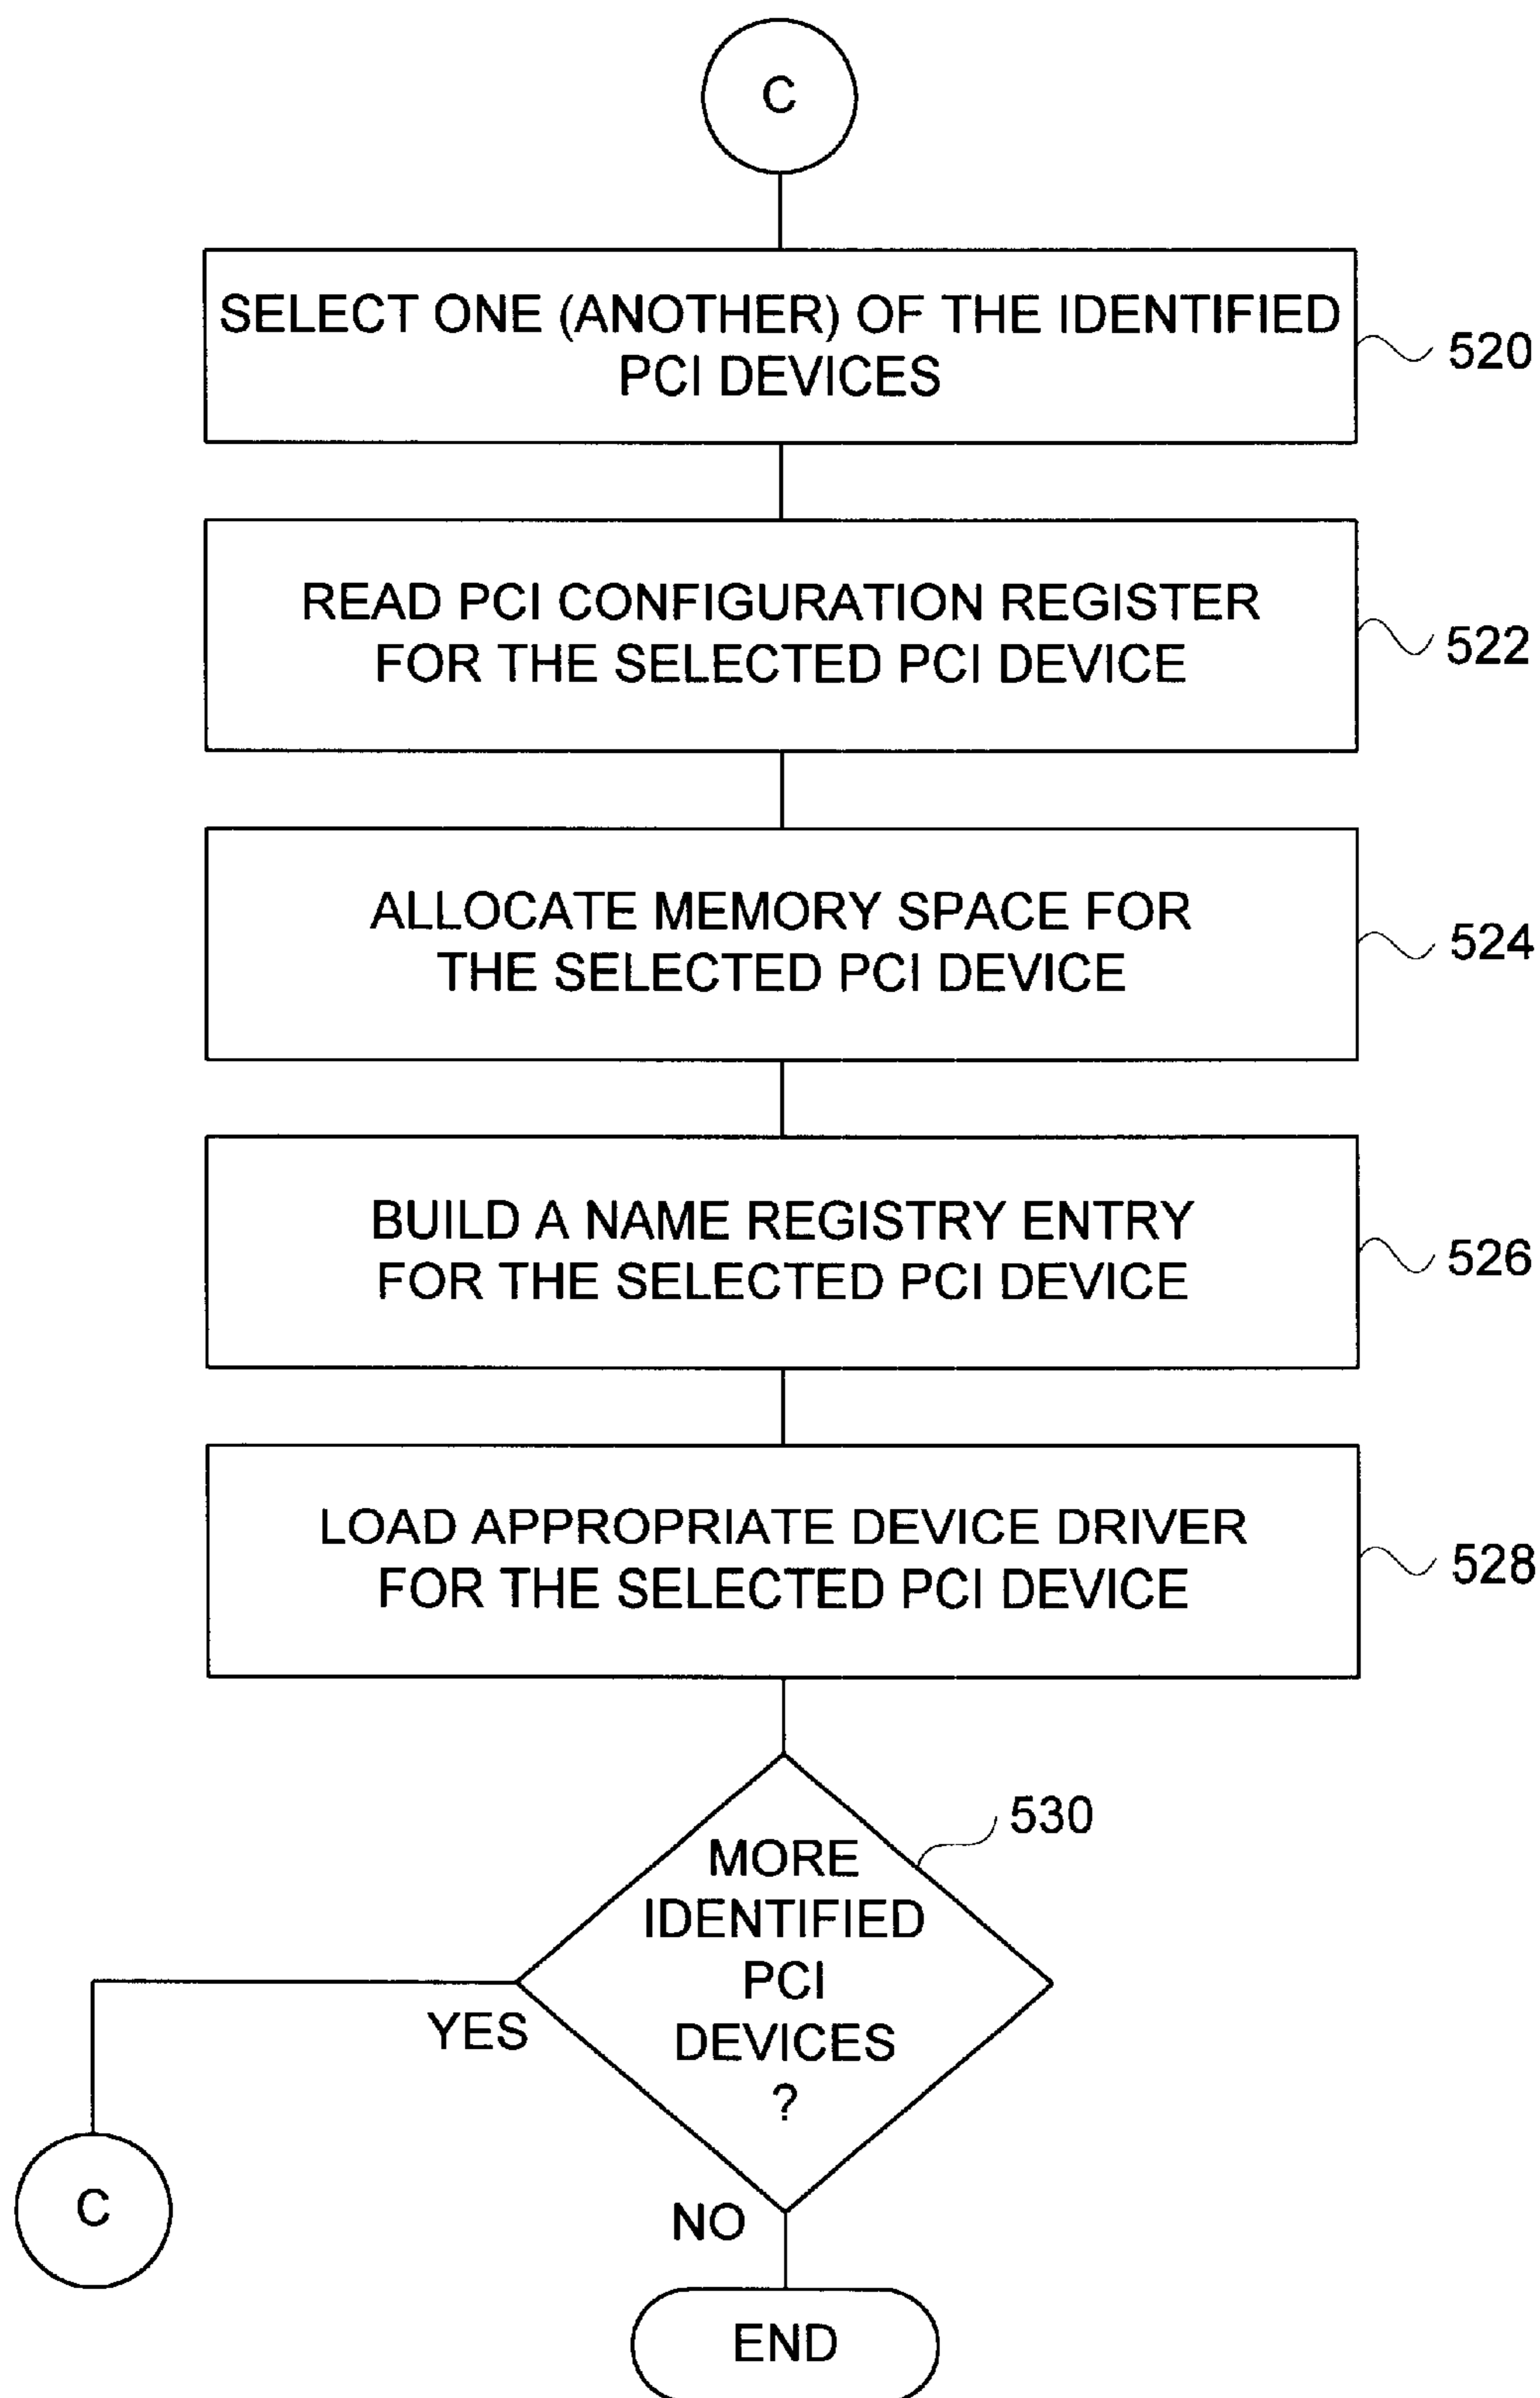 C
SELECT ONE (ANOTHER) OF THE IDENTIFIED
PCI DEVICES
520
READ PCI CONFIGURATION REGISTER
FOR THE SELECTED PCI DEVICE
522
ALLOCATE MEMORY SPACE FOR
THE SELECTED PCI DEVICE
524
BUILD A NAME REGISTRY ENTRY
FOR THE SELECTED PCI DEVICE
526
LOAD APPROPRIATE DEVICE DRIVER
FOR THE SELECTED PCI DEVICE
528
530
MORE
IDENTIFIED
PCI
DEVICES
?
YES
C
NO
END